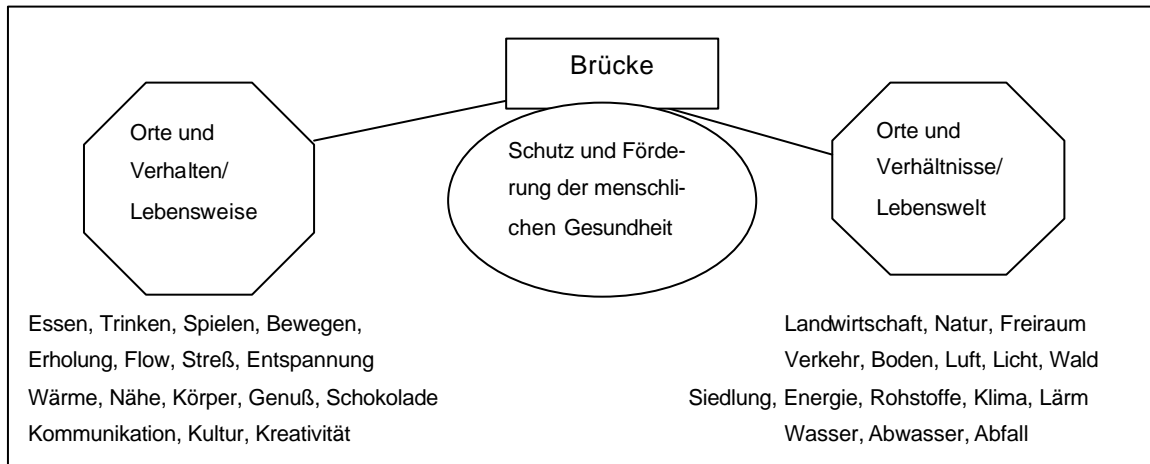 Brücke
Orte und
Verhalten/
Lebensweise
Schutz und Förde-
rung der menschli-
chen Gesundheit
Orte und
Verhältnisse/
Lebenswelt
Essen, Trinken, Spielen, Bewegen,
Erholung, Flow, Streß, Entspannung
Wärme, Nähe, Körper, Genuß, Schokolade
Kommunikation, Kultur, Kreativität
Landwirtschaft, Natur, Freiraum
Verkehr, Boden, Luft, Licht, Wald
Siedlung, Energie, Rohstoffe, Klima, Lärm
Wasser, Abwasser, Abfall